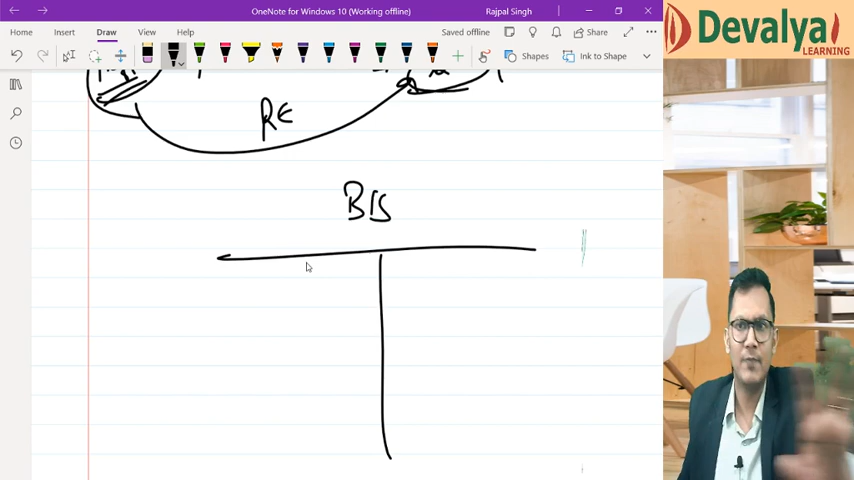 OneNote for Windows 10 (Working offline)
Rajpal Singh
Home Insert Draw View Help
Saved offline
Share
Shapes
Ink to Shape
Devalya
LEARNING
RE
B/S